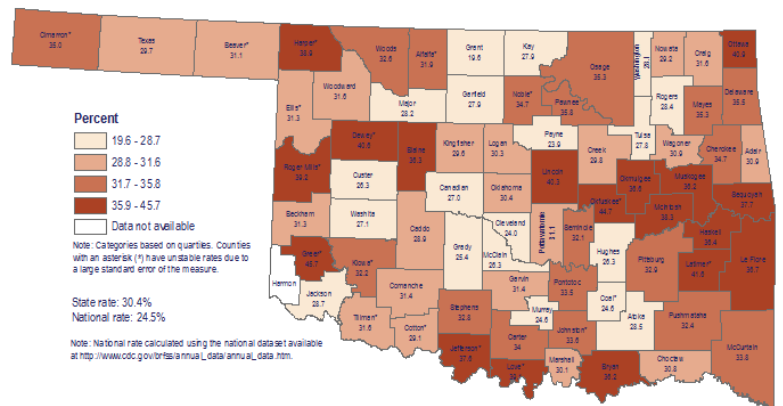 Cimarron*
35.0
Texas
29.7
Beaver*
31.1
Harper*
38.9
Woods
32.6
Alfalfa*
31.9
Grant
19.6
Kay
27.9
Osage
35.3
Washington
28.1
Nowata
29.2
Craig
31.6
Ottawa
40.9
Ellis*
31.3
Woodward
31.6
Major
28.2
Garfield
27.9
Noble*
34.7
Pawnee
35.8
Rogers
28.4
Mayes
35.3
Delaware
35.5
Dewey*
40.6
Blaine
36.3
Kingfisher
29.6
Logan
30.3
Payne
23.9
Creek
29.8
Tulsa
27.8
Wagoner
30.9
Cherokee
34.7
Adair
30.9
Roger Mills*
39.2
Custer
26.3
Canadian
27.0
Oklahoma
30.4
Lincoln
40.3
Okfuskee*
44.7
Okmulgee
Muskogee
Sequoyah
37.7
Beckham
31.3
Washita
27.1
Caddo
28.9
Grady
25.4
Cleveland
24.0
McClain
26.3
Pottawatomie
31.1
Seminole
32.1
Hughes
26.3
McIntosh
38.3
Haskell
36.4
Pittsburg
32.9
Latimer*
41.6
Le Flore
Greer*
45.7
Kiowa*
32.2
Comanche
31.4
Garvin
31.4
Pontotoc
33.5
Coal*
24.6
Harmon
Jackson
28.7
Tillman*
31.6
Cotton*
29.1
Stephens
32.8
Murray
24.6
Johnston*
33.6
Atoka
28.5
Pushmataha
32.4
McCurtain
33.8
Jefferson*
37.6
Carter
34
Love*
Marshall
30.1
Bryan
36.2
Choctaw
30.8
Percent
19.6 - 28.7
28.8 - 31.6
31.7 - 35.8
35.9 - 45.7
Data not available
Note: Categories based on quartiles. Counties
with an asterisk (*) have unstable rates due to
a large standard error of the measure.
State rate: 30.4%
National rate: 24.5%
Note: National rate calculated using the national dataset available
at http://www.cdc.gov/brfss/annual_data/annual_data.htm.